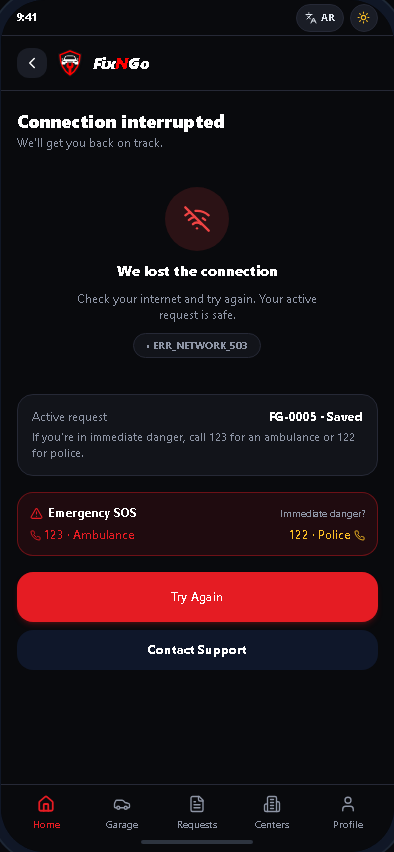 9:41
AR
FixNGo
Connection interrupted
We'll get you back on track.
We lost the connection
Check your internet and try again. Your active
request is safe.
• ERR_NETWORK_503
Active request
FG-0005 · Saved
If you're in immediate danger, call 123 for an ambulance or 122
for police.
Emergency SOS
Immediate danger?
123 · Ambulance
122 · Police
Try Again
Contact Support
Home
Garage
Requests
Centers
Profile